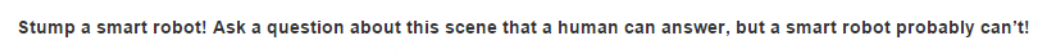 Stump a smart robot! Ask a question about this scene that a human can answer, but a smart robot probably can't!